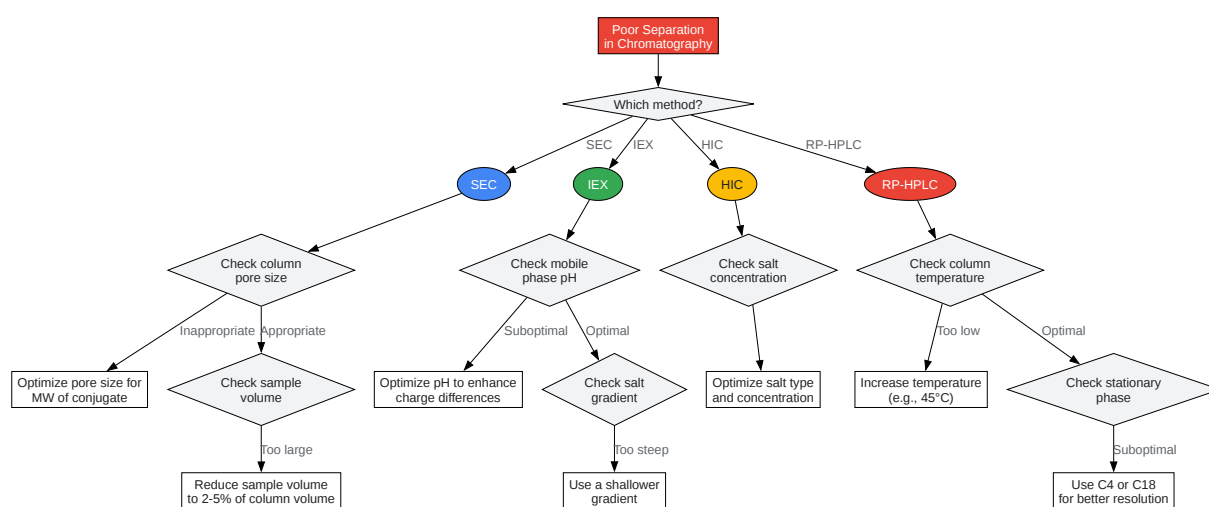 Poor Separation
in Chromatography
Which method?
SEC
IEX
HIC
RP-HPLC
SEC
IEX
HIC
RP-HPLC
Check column
pore size
Check mobile
phase pH
Check salt
concentration
Check column
temperature
Inappropriate
Appropriate
Suboptimal
Optimal
Too low
Optimal
Optimize pore size for
MW of conjugate
Check sample
volume
Optimize pH to enhance
charge differences
Check salt
gradient
Optimize salt type
and concentration
Increase temperature
(e.g., 45°C)
Check stationary
phase
Too large
Too steep
Suboptimal
Reduce sample volume
to 2-5% of column volume
Use a shallower
gradient
Use C4 or C18
for better resolution